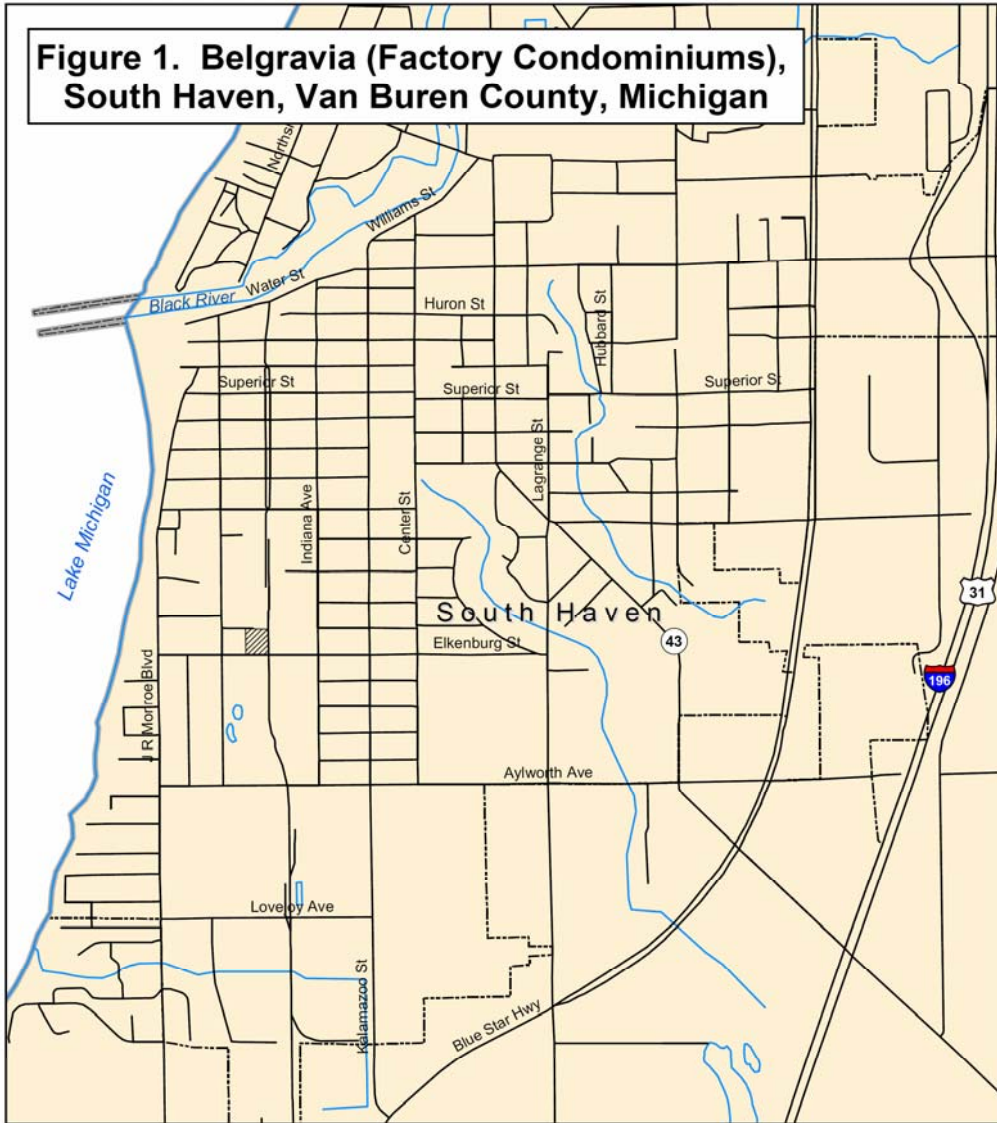 Figure 1. Belgravia (Factory Condominiums),
South Haven, Van Buren County, Michigan
Williams St
Water St
Black River
Huron St
Hubbard St
Superior St
Superior St
Superior St
Lagrange St
Lake Michigan
Indiana Ave
Center St
South Haven
31
43
Elkenburg St
196
J R Monroe Blvd
Aylworth Ave
Lovejoy Ave
Kalamazoo St
Blue Star Hwy